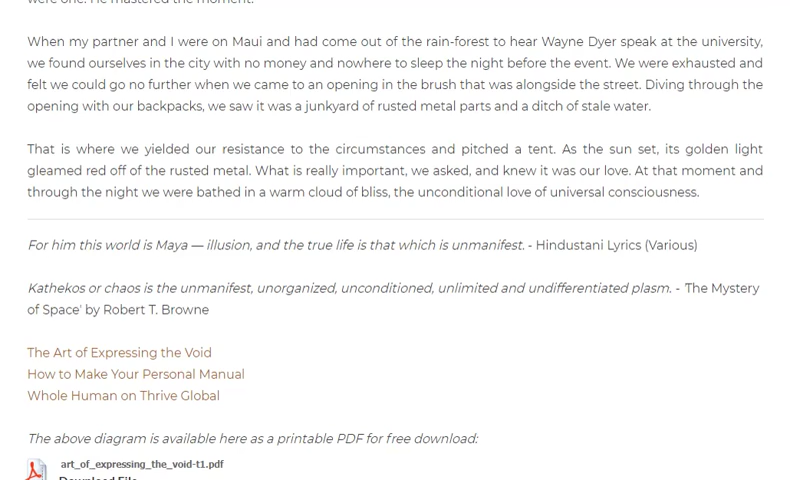 were one. He mastered the moment.
When my partner and I were on Maui and had come out of the rain-forest to hear Wayne Dyer speak at the university,
we found ourselves in the city with no money and nowhere to sleep the night before the event. We were exhausted and
felt we could go no further when we came to an opening in the brush that was alongside the street. Diving through the
opening with our backpacks, we saw it was a junkyard of rusted metal parts and a ditch of stale water.
That is where we yielded our resistance to the circumstances and pitched a tent. As the sun set, its golden light
gleamed red off of the rusted metal. What is really important, we asked, and knew it was our love. At that moment and
through the night we were bathed in a warm cloud of bliss, the unconditional love of universal consciousness.
For him this world is Maya — illusion, and the true life is that which is unmanifest. - Hindustani Lyrics (Various)
Kathekos or chaos is the unmanifest, unorganized, unconditioned, unlimited and undifferentiated plasm. - 'The Mystery
of Space' by Robert T. Browne
The Art of Expressing the Void
How to Make Your Personal Manual
Whole Human on Thrive Global
The above diagram is available here as a printable PDF for free download:
art_of_expressing_the_void-t1.pdf
Download File